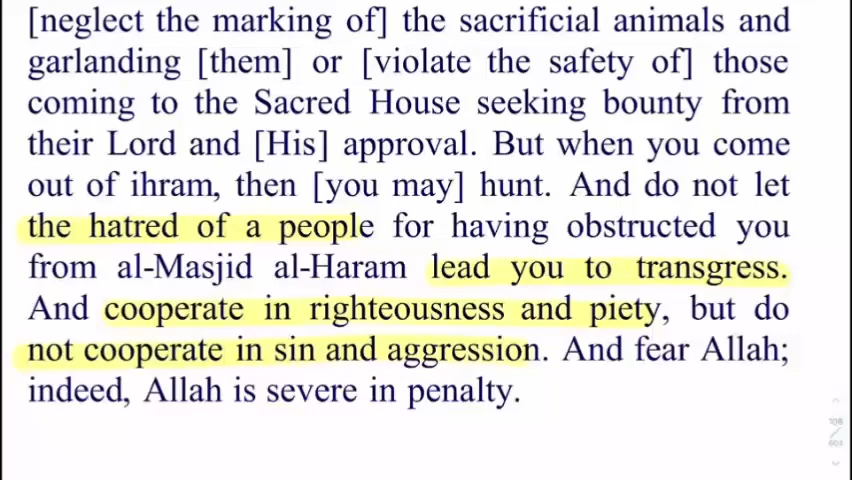 [neglect the marking of] the sacrificial animals and
garlanding [them] or [violate the safety of] those
coming to the Sacred House seeking bounty from
their Lord and [His] approval. But when you come
out of ihram, then [you may] hunt. And do not let
the hatred of a people for having obstructed you
from al-Masjid al-Haram lead you to transgress.
And cooperate in righteousness and piety, but do
not cooperate in sin and aggression. And fear Allah;
indeed, Allah is severe in penalty.